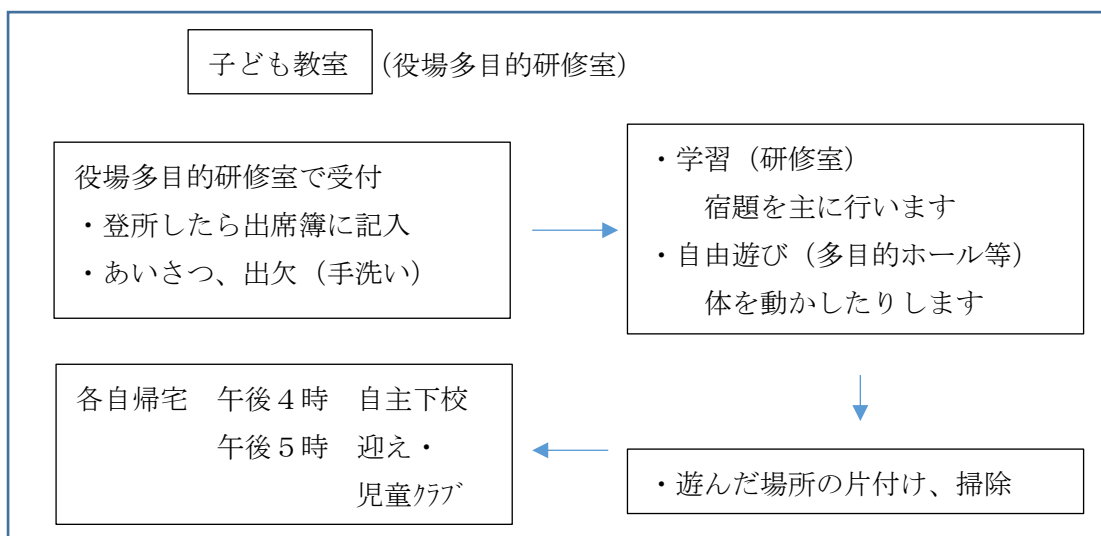 子ども教室 (役場多目的研修室)
役場多目的研修室で受付
・登所したら出席簿に記入
・あいさつ、出欠（手洗い）
・学習（研修室）
宿題を主に行います
・自由遊び（多目的ホール等）
体を動かしたりします
・遊んだ場所の片付け、掃除
各自帰宅　午後４時　自主下校
午後５時　迎え・
児童ｸﾗﾌﾞ